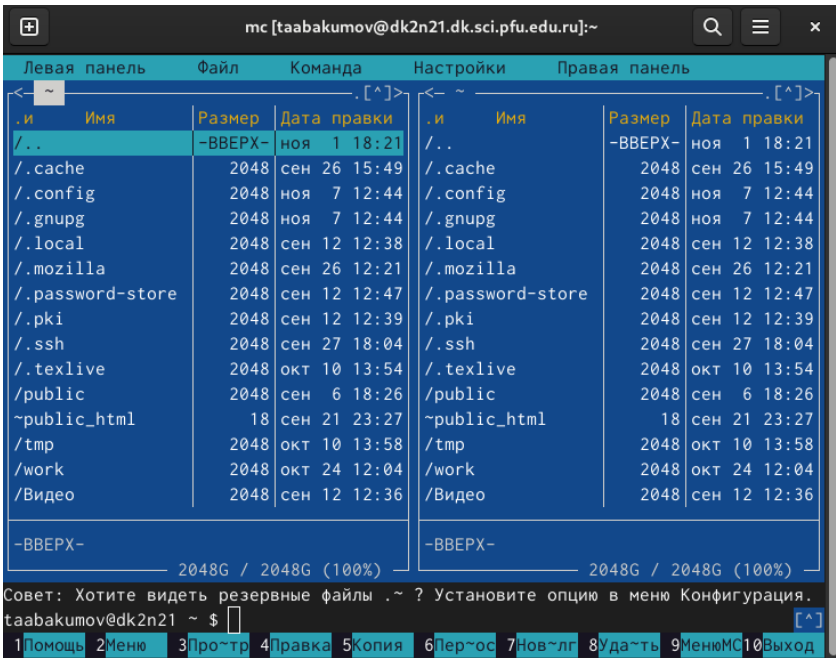 mc [taabakumov@dk2n21.dk.sci.pfu.edu.ru]:~
Левая панель Файл Команда Настройки Правая панель
<─ ~ ─.[^]> <─ ~ ─.[^]>
.и Имя Размер Дата правки .и Имя Размер Дата правки
/.. -ВВЕРХ- ноя 1 18:21 /.. -ВВЕРХ- ноя 1 18:21
/.cache 2048 сен 26 15:49 /.cache 2048 сен 26 15:49
/.config 2048 ноя 7 12:44 /.config 2048 ноя 7 12:44
/.gnupg 2048 ноя 7 12:44 /.gnupg 2048 ноя 7 12:44
/.local 2048 сен 12 12:38 /.local 2048 сен 12 12:38
/.mozilla 2048 сен 26 12:21 /.mozilla 2048 сен 26 12:21
/.password-store 2048 сен 12 12:47 /.password-store 2048 сен 12 12:47
/.pki 2048 сен 12 12:39 /.pki 2048 сен 12 12:39
/.ssh 2048 сен 27 18:04 /.ssh 2048 сен 27 18:04
/.texlive 2048 окт 10 13:54 /.texlive 2048 окт 10 13:54
/public 2048 сен 6 18:26 /public 2048 сен 6 18:26
~public_html 18 сен 21 23:27 ~public_html 18 сен 21 23:27
/tmp 2048 окт 10 13:58 /tmp 2048 окт 10 13:58
/work 2048 окт 24 12:04 /work 2048 окт 24 12:04
/Видео 2048 сен 12 12:36 /Видео 2048 сен 12 12:36
-ВВЕРХ- -ВВЕРХ-
2048G / 2048G (100%) 2048G / 2048G (100%)
Совет: Хотите видеть резервные файлы .~ ? Установите опцию в меню Конфигурация.
taabakumov@dk2n21 ~ $ [^]
1Помощь 2Меню 3Про~тр 4Правка 5Копия 6Пер~ос 7Нов~лг 8Уда~ть 9МенюМС 10Выход